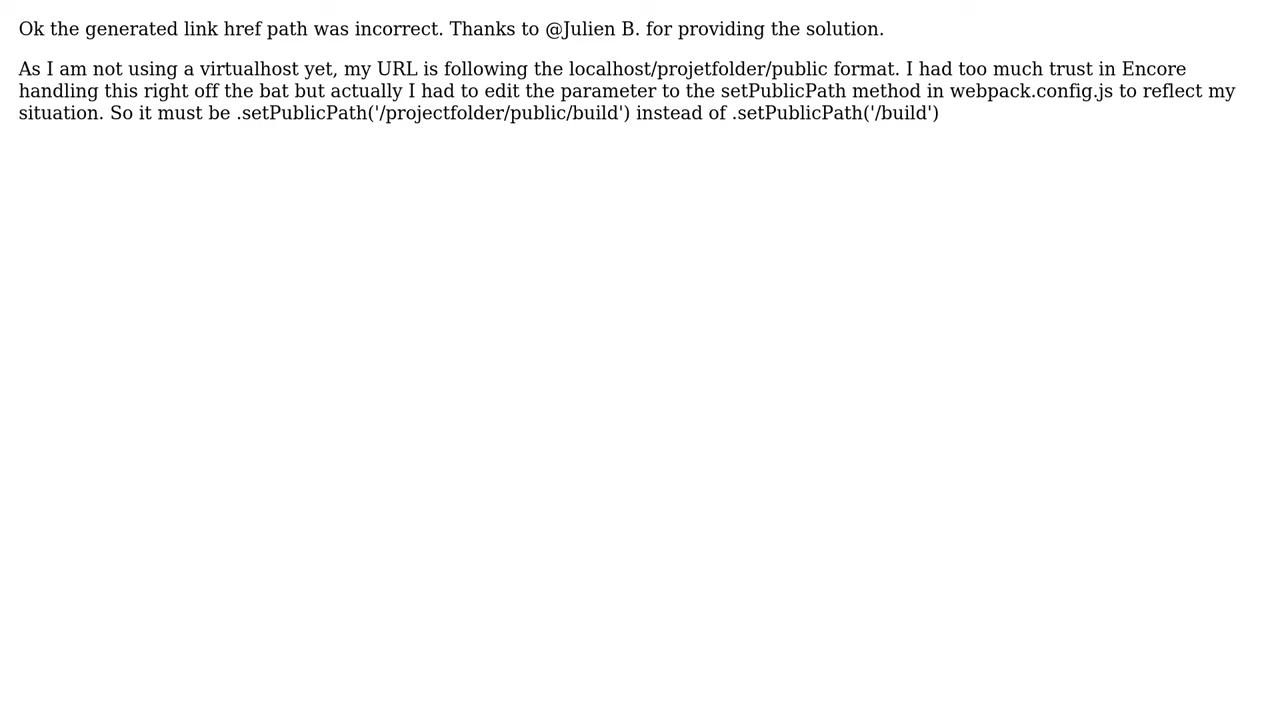 Ok the generated link href path was incorrect. Thanks to @Julien B. for providing the solution.
As I am not using a virtualhost yet, my URL is following the localhost/projetfolder/public format. I had too much trust in Encore
handling this right off the bat but actually I had to edit the parameter to the setPublicPath method in webpack.config.js to reflect my
situation. So it must be .setPublicPath('/projectfolder/public/build') instead of .setPublicPath('/build')